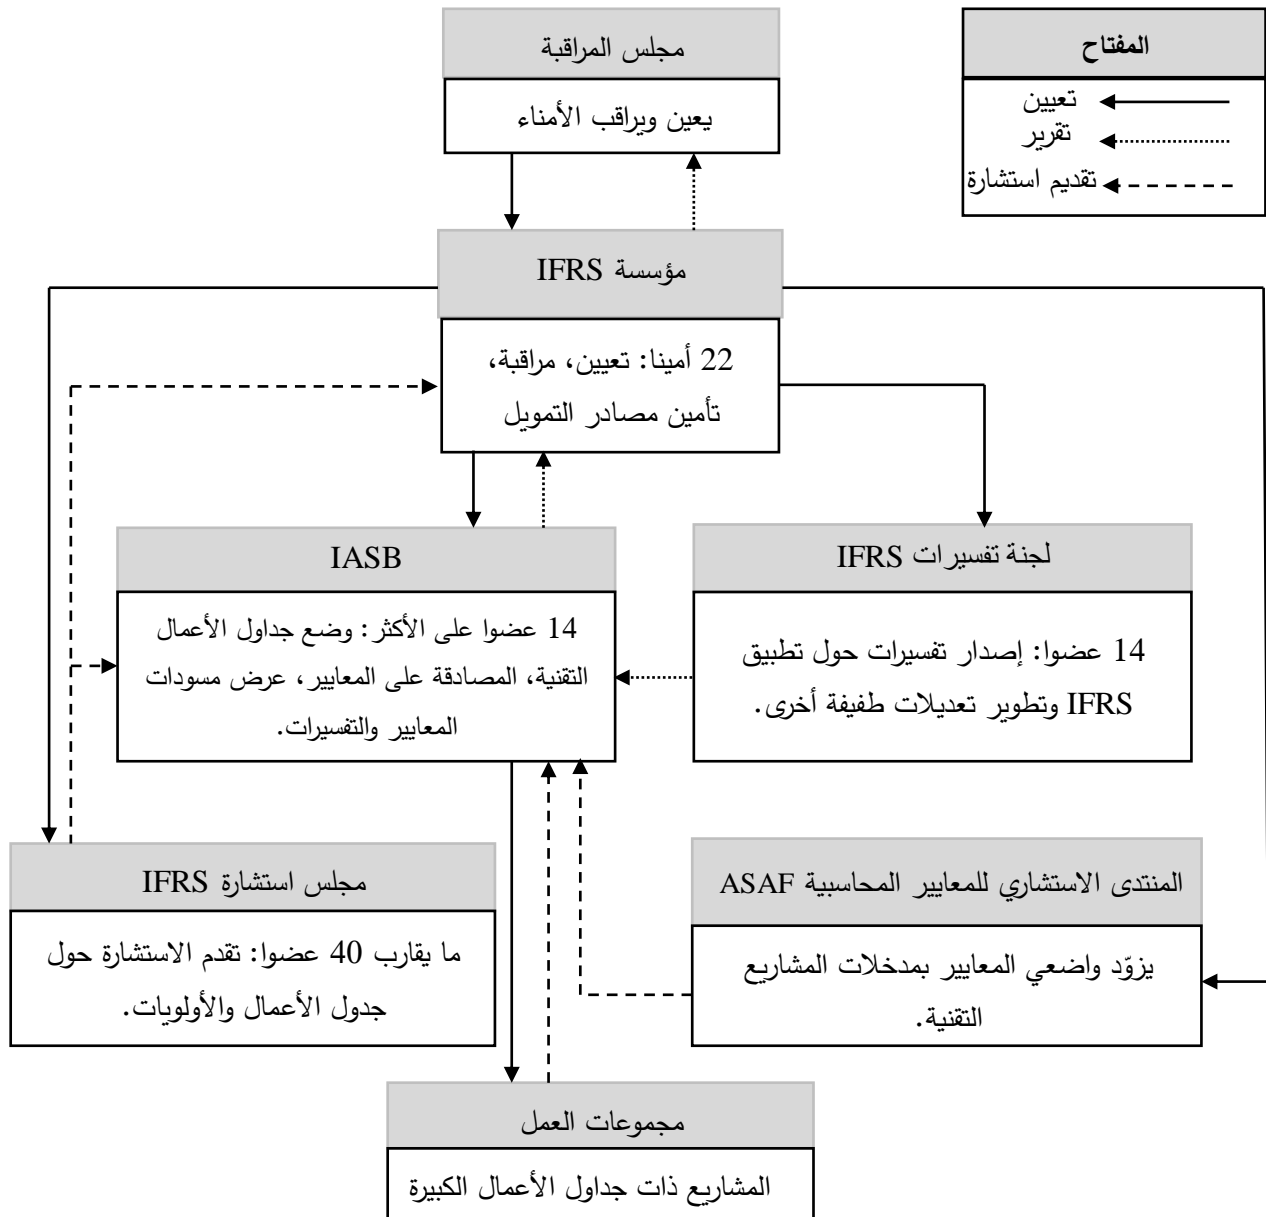 مجلس المراقبة
يعين ويراقب الأمناء
المفتاح
تعيين
تقرير
تقديم استشارة
مؤسسة IFRS
22 أمينا: تعيين، مراقبة،
تأمين مصادر التمويل
لجنة تفسيرات IFRS
14 عضوا: إصدار تفسيرات حول تطبيق
IFRS وتطوير تعديلات طفيفة أخرى.
IASB
14 عضوا على الأكثر: وضع جداول الأعمال
التقنية، المصادقة على المعايير، عرض مسودات
المعايير والتفسيرات.
المنتدى الاستشاري للمعايير المحاسبية ASAF
يزوّد واضعي المعايير بمدخلات المشاريع
التقنية.
مجلس استشارة IFRS
ما يقارب 40 عضوا: تقدم الاستشارة حول
جدول الأعمال والأولويات.
مجموعات العمل
المشاريع ذات جداول الأعمال الكبيرة